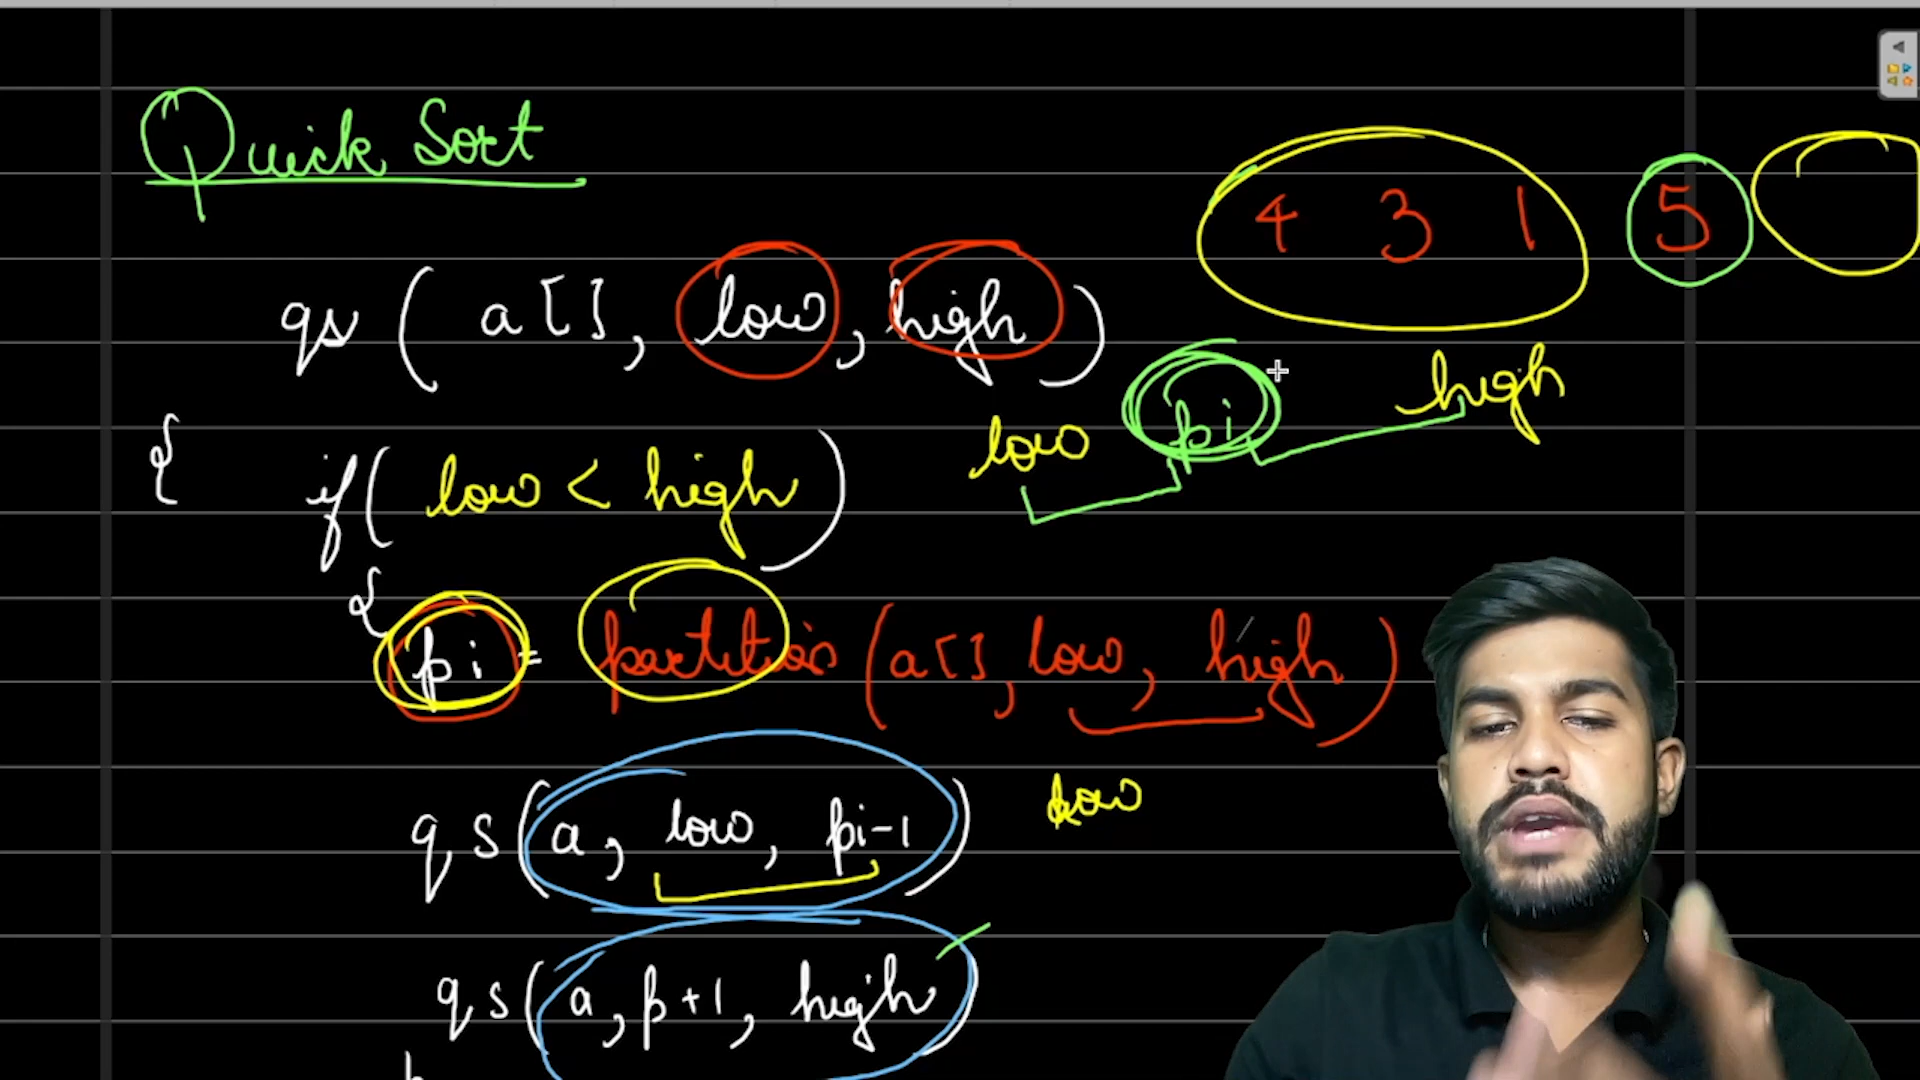 Quick Sort
4 3 1 5
qs ( a[], low, high )
low pi high
{ if( low < high )
{ pi = partition (a[], low, high)
qs(a, low, pi-1) low
qs(a, p+1, high)